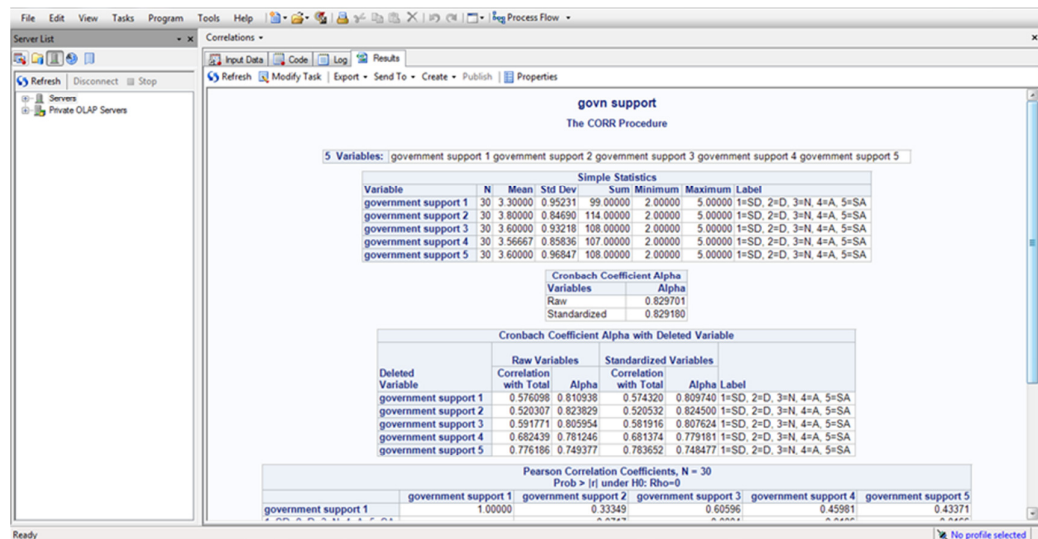 File Edit View Tasks Program Tools Help Process Flow
Server List
Correlations
Input Data Code Log Results
Refresh Disconnect Stop
Refresh Modify Task Export Send To Create Publish Properties
Servers
Private OLAP Servers
govn support
The CORR Procedure
5 Variables: government support 1 government support 2 government support 3 government support 4 government support 5
Simple Statistics
Variable N Mean Std Dev Sum Minimum Maximum Label
government support 1 30 3.30000 0.95231 99.00000 2.00000 5.00000 1=SD, 2=D, 3=N, 4=A, 5=SA
government support 2 30 3.80000 0.84690 114.00000 2.00000 5.00000 1=SD, 2=D, 3=N, 4=A, 5=SA
government support 3 30 3.60000 0.93218 108.00000 2.00000 5.00000 1=SD, 2=D, 3=N, 4=A, 5=SA
government support 4 30 3.56667 0.85836 107.00000 2.00000 5.00000 1=SD, 2=D, 3=N, 4=A, 5=SA
government support 5 30 3.60000 0.96847 108.00000 2.00000 5.00000 1=SD, 2=D, 3=N, 4=A, 5=SA
Cronbach Coefficient Alpha
Variables Alpha
Raw 0.829701
Standardized 0.829180
Cronbach Coefficient Alpha with Deleted Variable
Raw Variables Standardized Variables
Deleted Correlation Correlation
Variable with Total Alpha with Total Alpha Label
government support 1 0.576098 0.810938 0.574320 0.809740 1=SD, 2=D, 3=N, 4=A, 5=SA
government support 2 0.520307 0.823829 0.520532 0.824500 1=SD, 2=D, 3=N, 4=A, 5=SA
government support 3 0.591771 0.805954 0.581916 0.807624 1=SD, 2=D, 3=N, 4=A, 5=SA
government support 4 0.682439 0.781246 0.681374 0.779181 1=SD, 2=D, 3=N, 4=A, 5=SA
government support 5 0.776186 0.749377 0.783652 0.748477 1=SD, 2=D, 3=N, 4=A, 5=SA
Pearson Correlation Coefficients, N = 30
Prob > |r| under H0: Rho=0
government support 1 government support 2 government support 3 government support 4 government support 5
government support 1 1.00000 0.33349 0.60596 0.45981 0.43371
Ready No profile selected